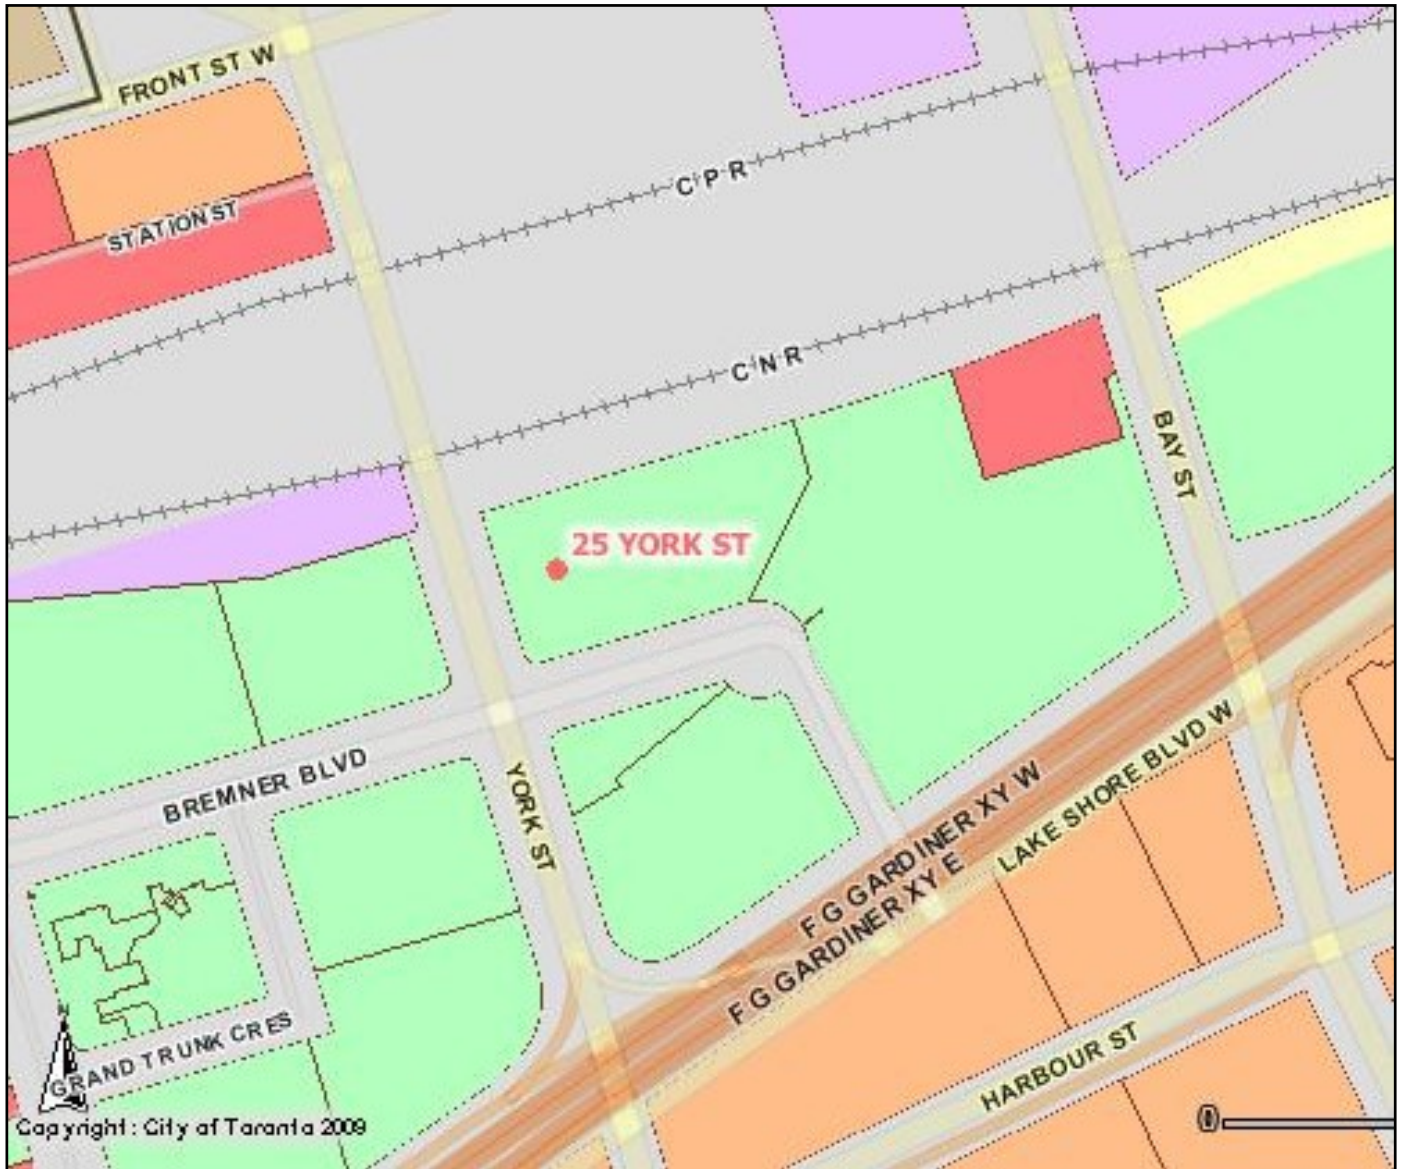 FRONT ST W
C P R
STATION ST
C N R
BAY ST
25 YORK ST
BREMNER BLVD
YORK ST
LAKE SHORE BLVD W
F G GARDINER XY W
F G GARDINER XY E
N
GRAND TRUNK CRES
HARBOUR ST
Copyright : City of Toronto 2009
0